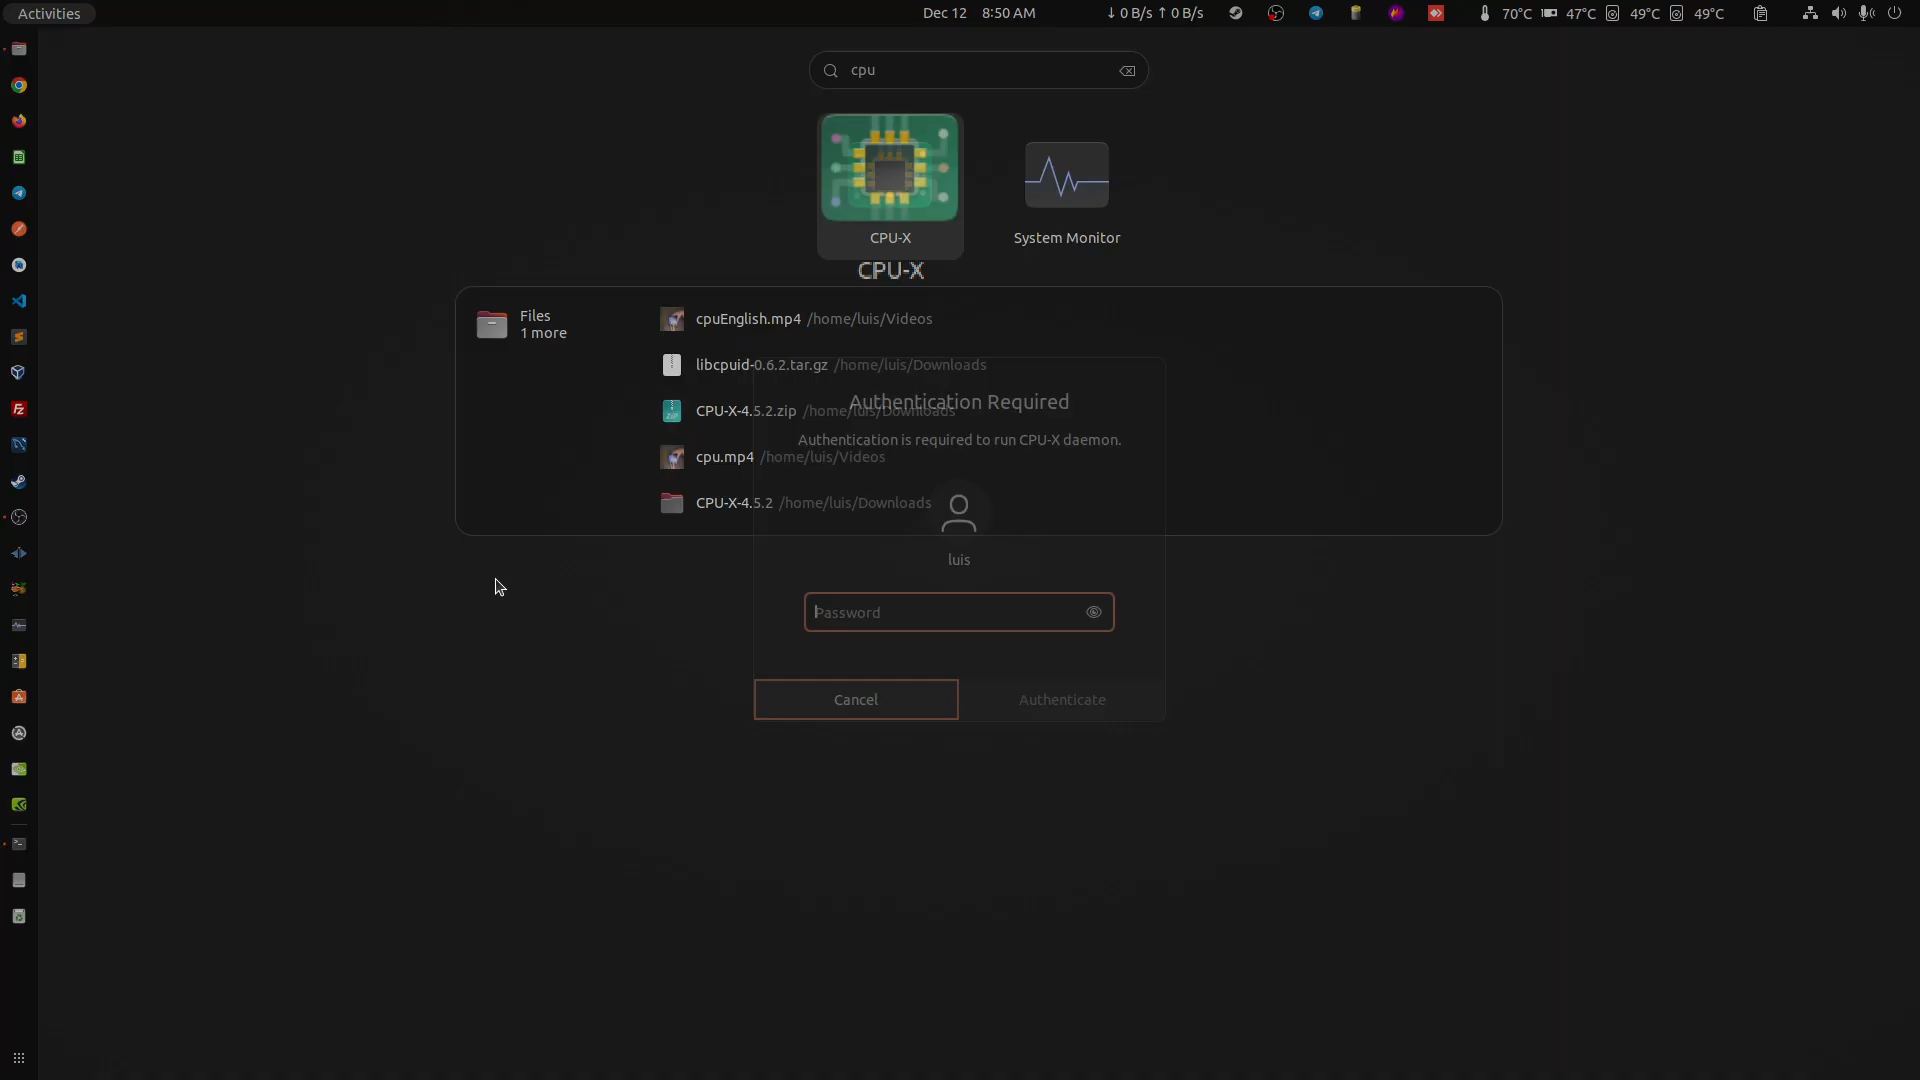 Activities
Dec 12 8:50 AM
↓ 0 B/s ↑ 0 B/s
70°C 47°C 49°C 49°C
cpu
CPU-X
System Monitor
CPU-X
Files
1 more
cpuEnglish.mp4 /home/luis/Videos
libcpuid-0.6.2.tar.gz /home/luis/Downloads
CPU-X-4.5.2.zip /home/luis/Downloads
cpu.mp4 /home/luis/Videos
CPU-X-4.5.2 /home/luis/Downloads
Authentication Required
Authentication is required to run CPU-X daemon.
luis
Password
Cancel
Authenticate